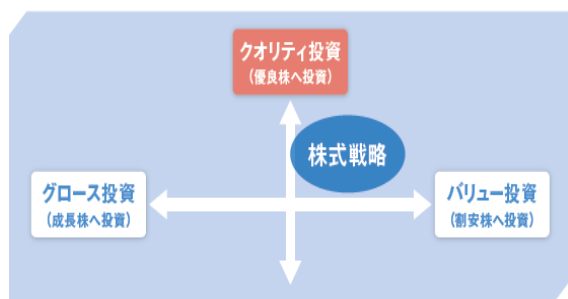 クオリティ投資
（優良株へ投資）
株式戦略
グロース投資
（成長株へ投資）
バリュー投資
（割安株へ投資）